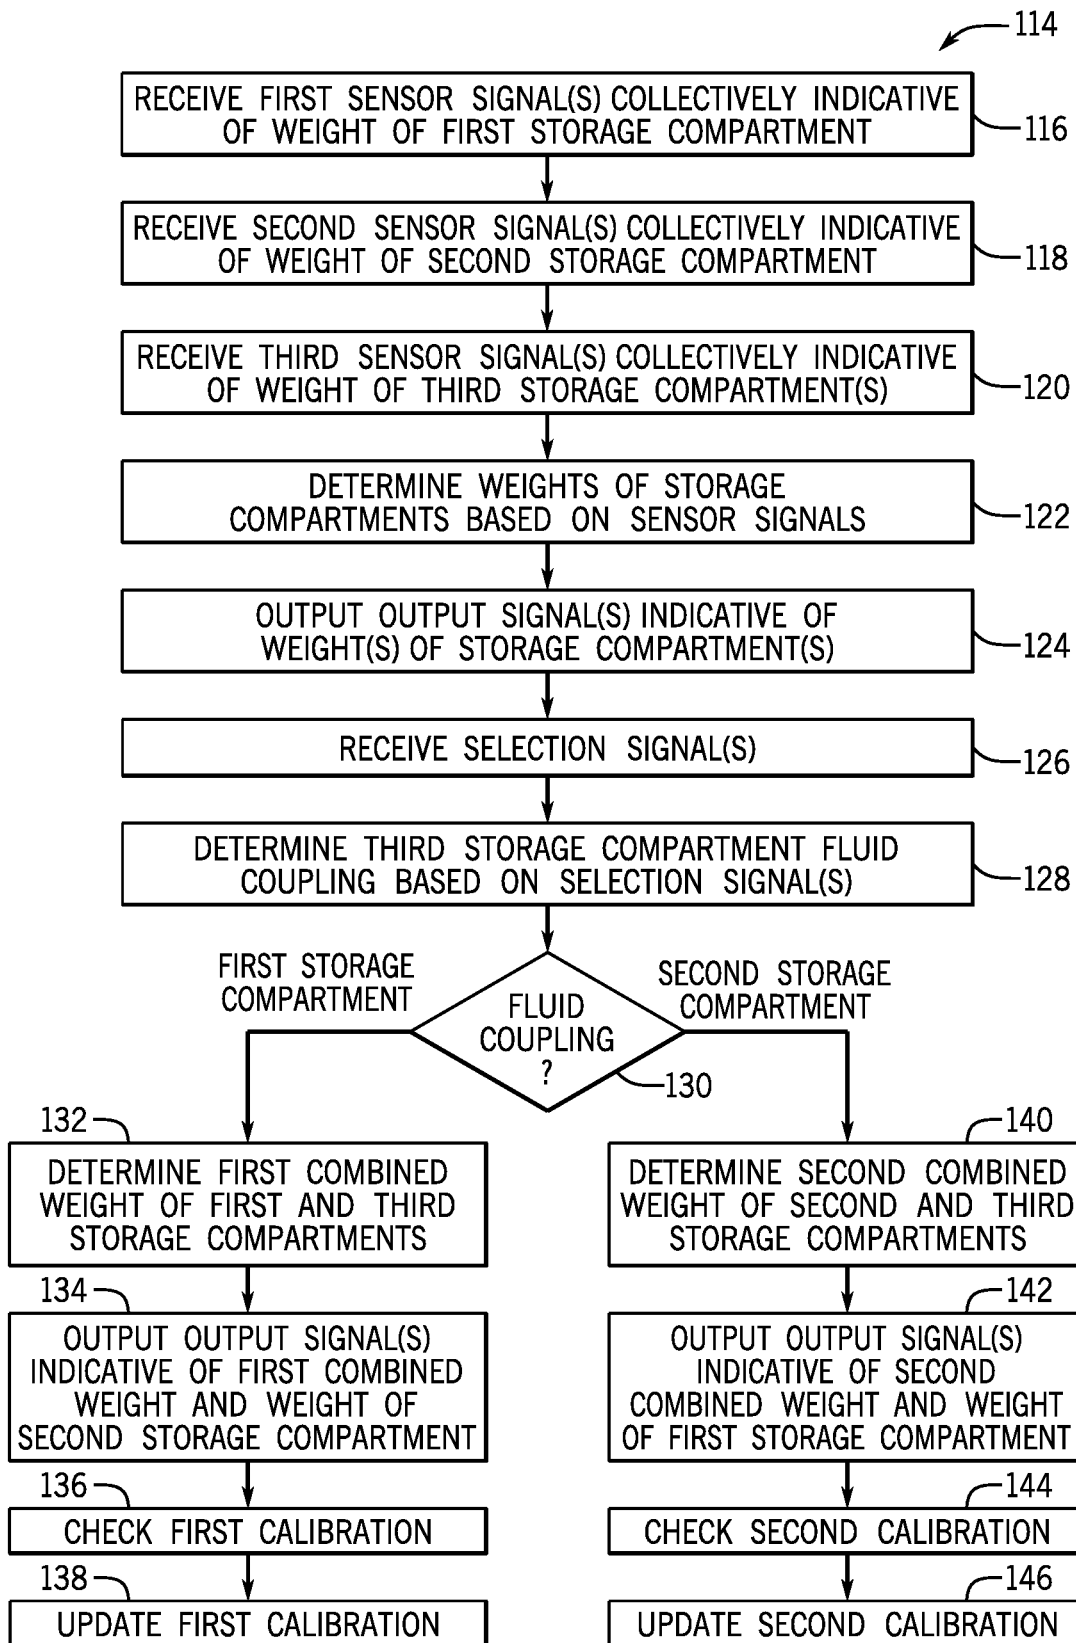 114
RECEIVE FIRST SENSOR SIGNAL(S) COLLECTIVELY INDICATIVE
OF WEIGHT OF FIRST STORAGE COMPARTMENT
116
RECEIVE SECOND SENSOR SIGNAL(S) COLLECTIVELY INDICATIVE
OF WEIGHT OF SECOND STORAGE COMPARTMENT
118
RECEIVE THIRD SENSOR SIGNAL(S) COLLECTIVELY INDICATIVE
OF WEIGHT OF THIRD STORAGE COMPARTMENT(S)
120
DETERMINE WEIGHTS OF STORAGE
COMPARTMENTS BASED ON SENSOR SIGNALS
122
OUTPUT OUTPUT SIGNAL(S) INDICATIVE OF
WEIGHT(S) OF STORAGE COMPARTMENT(S)
124
RECEIVE SELECTION SIGNAL(S)
126
DETERMINE THIRD STORAGE COMPARTMENT FLUID
COUPLING BASED ON SELECTION SIGNAL(S)
128
FIRST STORAGE
COMPARTMENT
FLUID
COUPLING
?
130
SECOND STORAGE
COMPARTMENT
132
DETERMINE FIRST COMBINED
WEIGHT OF FIRST AND THIRD
STORAGE COMPARTMENTS
134
OUTPUT OUTPUT SIGNAL(S)
INDICATIVE OF FIRST COMBINED
WEIGHT AND WEIGHT OF
SECOND STORAGE COMPARTMENT
136
CHECK FIRST CALIBRATION
138
UPDATE FIRST CALIBRATION
140
DETERMINE SECOND COMBINED
WEIGHT OF SECOND AND THIRD
STORAGE COMPARTMENTS
142
OUTPUT OUTPUT SIGNAL(S)
INDICATIVE OF SECOND
COMBINED WEIGHT AND WEIGHT
OF FIRST STORAGE COMPARTMENT
144
CHECK SECOND CALIBRATION
146
UPDATE SECOND CALIBRATION